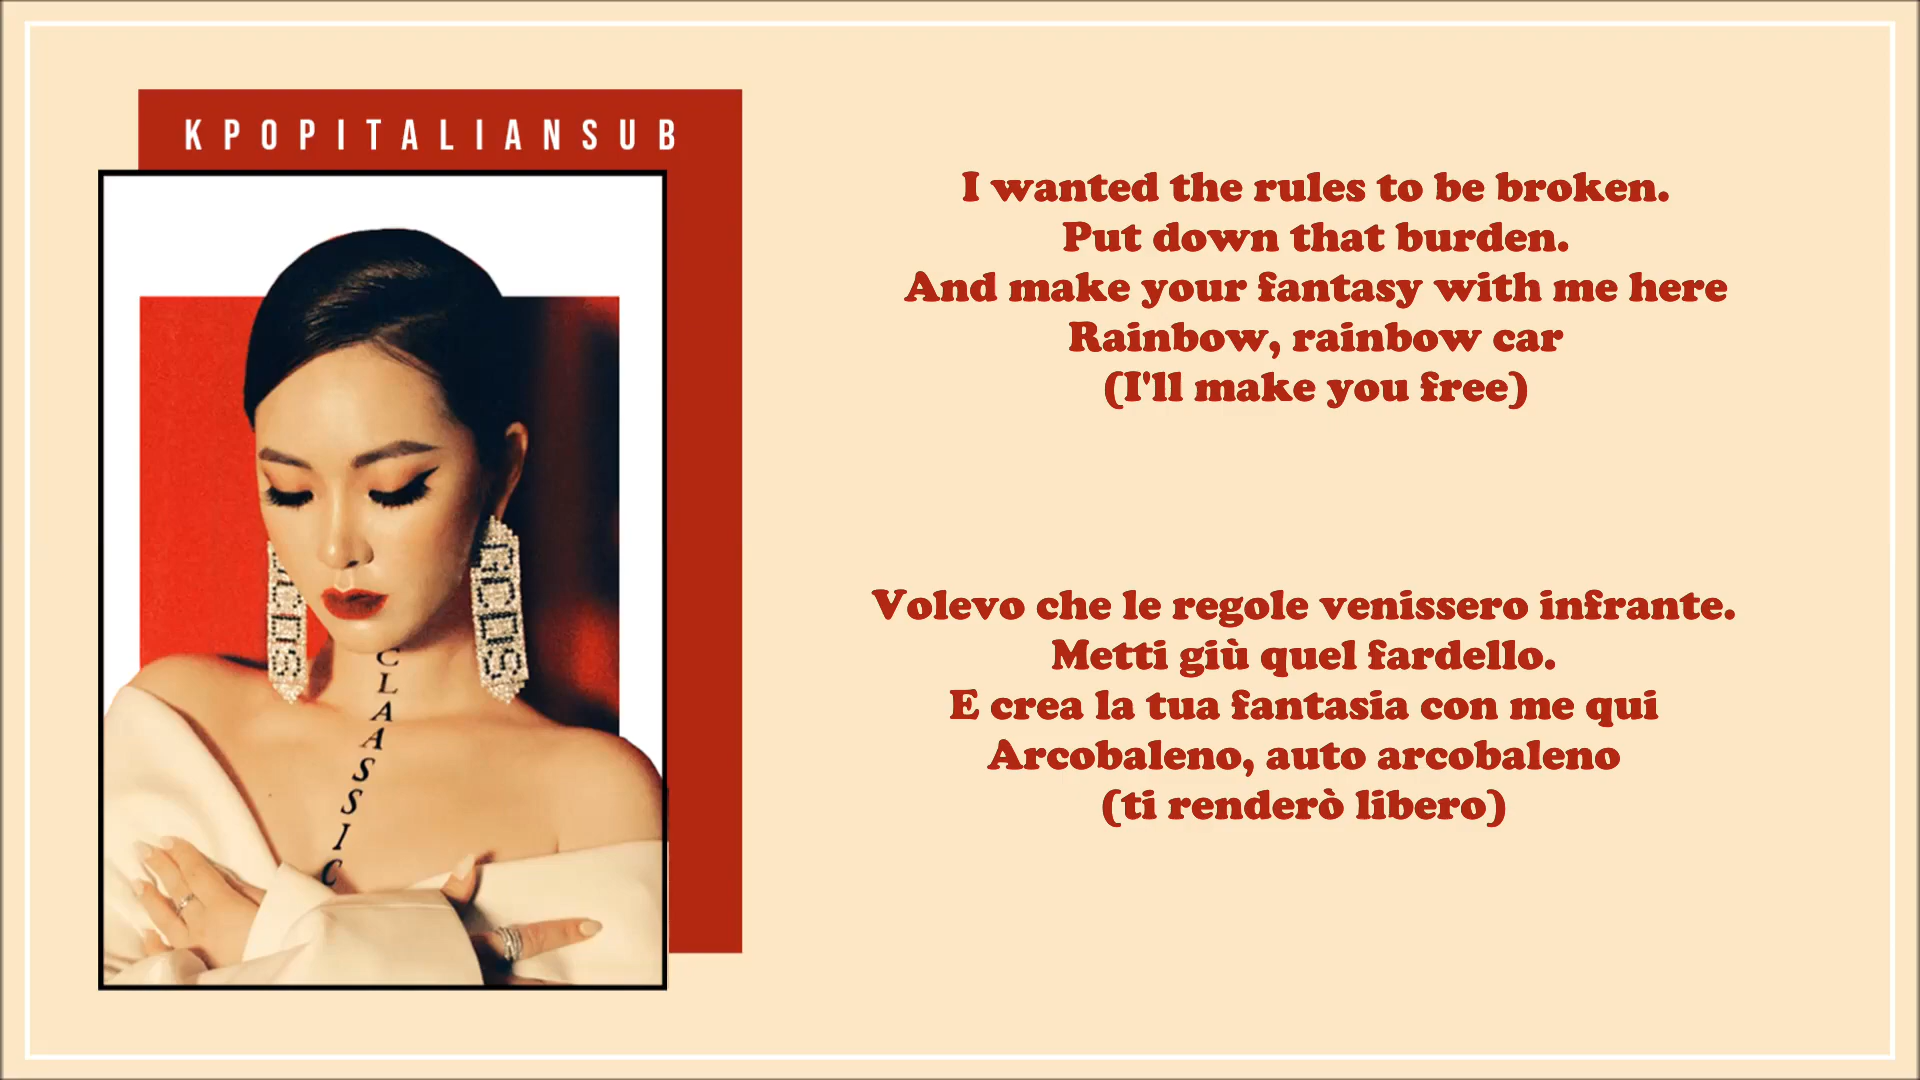 KPOPITALIANSUB
I wanted the rules to be broken.
Put down that burden.
And make your fantasy with me here
Rainbow, rainbow car
(I'll make you free)
Volevo che le regole venissero infrante.
Metti giù quel fardello.
E crea la tua fantasia con me qui
Arcobaleno, auto arcobaleno
(ti renderò libero)
CLAASSIC